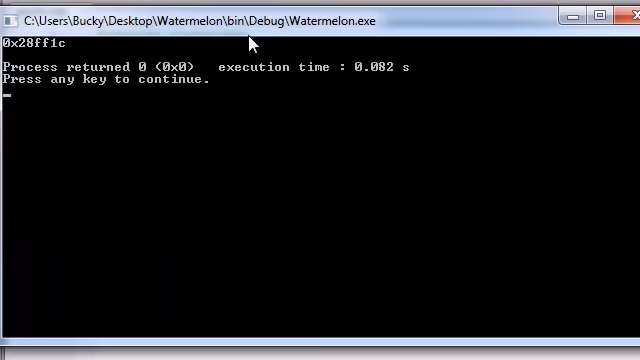 C:\Users\Bucky\Desktop\Watermelon\bin\Debug\Watermelon.exe
0x28ff1c
Process returned 0 (0x0)   execution time : 0.082 s
Press any key to continue.